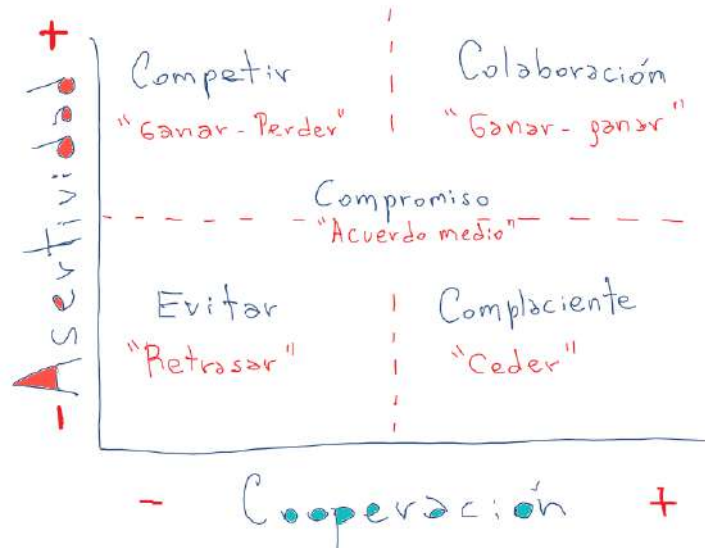 +
Asertividad
-
Competir
"Ganar - Perder"
Colaboración
"Ganar - ganar"
Compromiso
"Acuerdo medio"
Evitar
"Retrasar"
Complaciente
"Ceder"
- Cooperación +